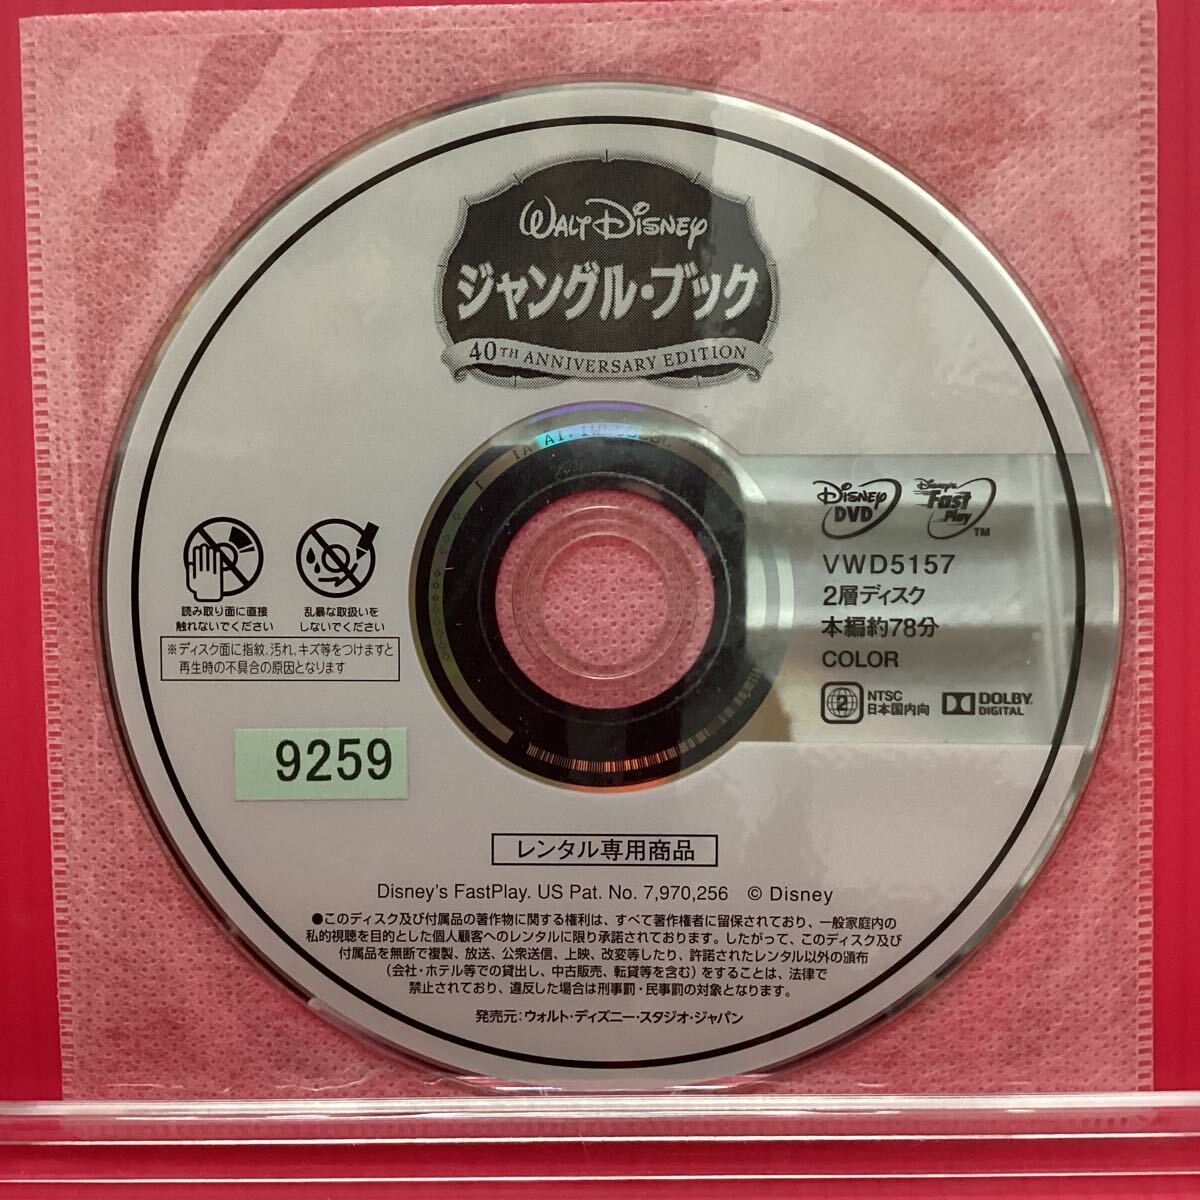 WALT DISNEY
ジャングル・ブック
40TH ANNIVERSARY EDITION
DISNEY DVD
Disney's Fast Play TM
VWD5157
2層ディスク
本編約78分
COLOR
2 NTSC 日本国内向
DOLBY DIGITAL
読み取り面に直接
触れないでください
乱暴な取扱いを
しないでください
※ディスク面に指紋、汚れ、キズ等をつけますと
再生時の不具合の原因となります
9259
レンタル専用商品
Disney's FastPlay. US Pat. No. 7,970,256 © Disney
●このディスク及び付属品の著作物に関する権利は、すべて著作権者に留保されており、一般家庭内の
私的視聴を目的とした個人顧客へのレンタルに限り承諾されております。したがって、このディスク及び
付属品を無断で複製、放送、公衆送信、上映、改変等したり、許諾されたレンタル以外の頒布
（会社・ホテル等での貸出し、中古販売、転貸等を含む）をすることは、法律で
禁止されており、違反した場合は刑事罰・民事罰の対象となります。
発売元：ウォルト・ディズニー・スタジオ・ジャパン